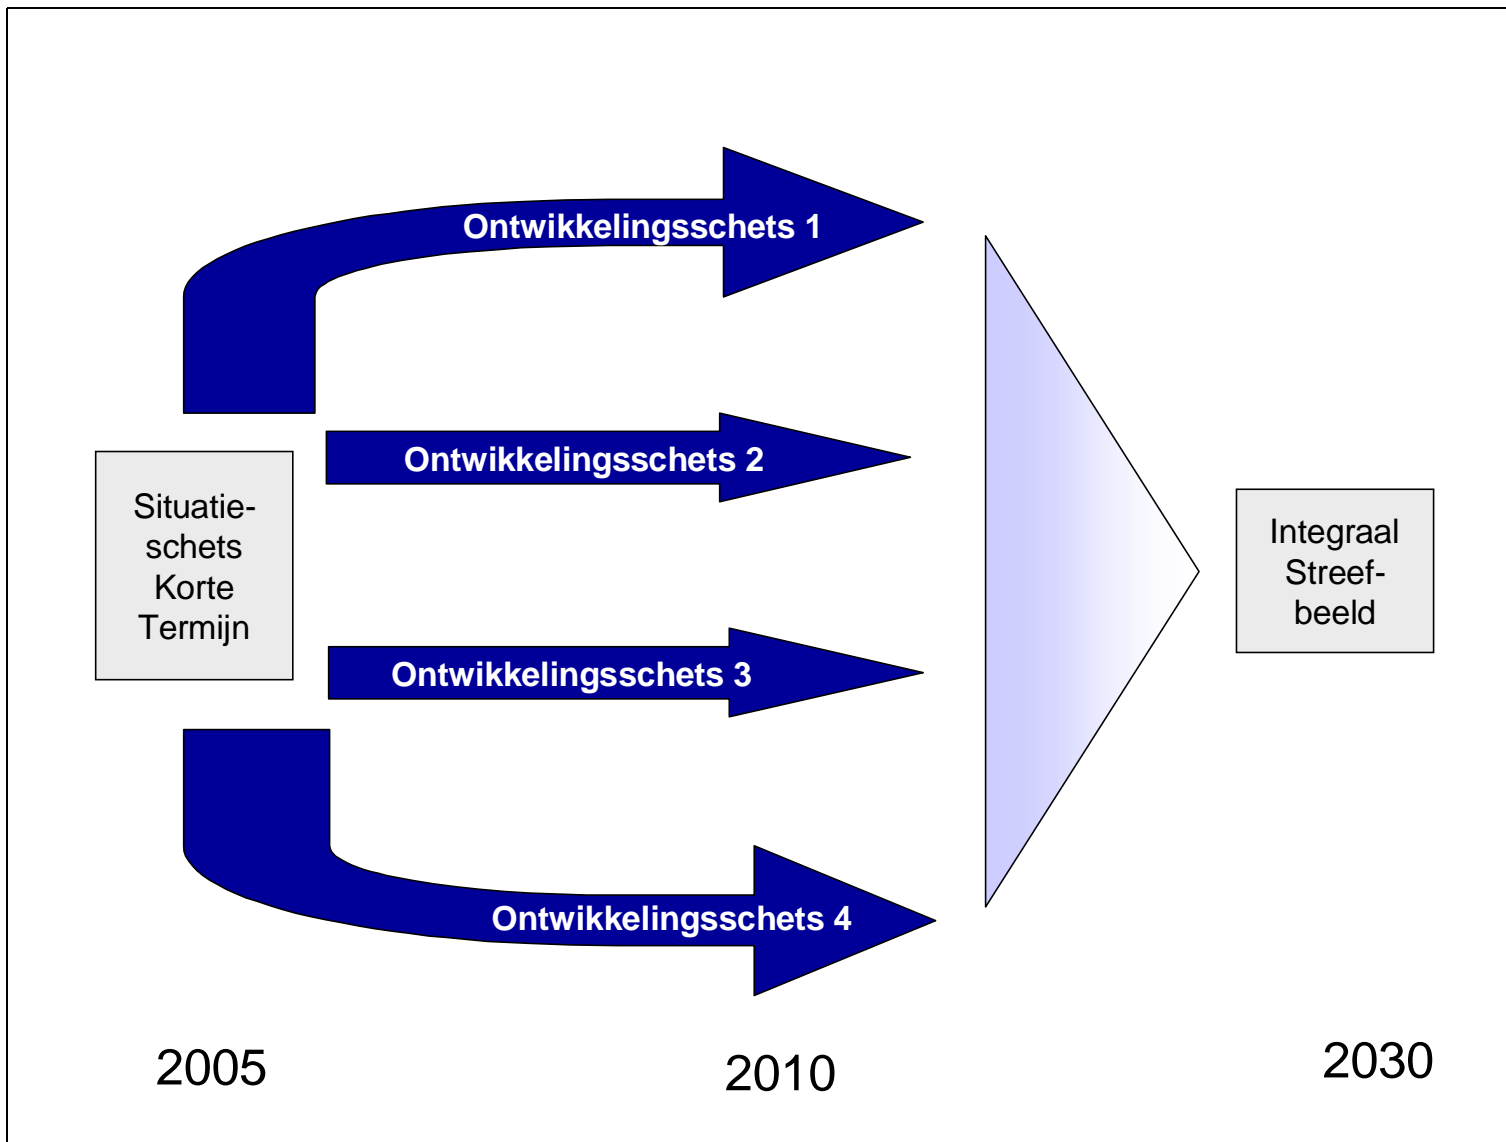 Ontwikkelingsschets 1
Ontwikkelingsschets 2
Situatie-
schets
Korte
Termijn
Integraal
Streef-
beeld
Ontwikkelingsschets 3
Ontwikkelingsschets 4
2005
2010
2030